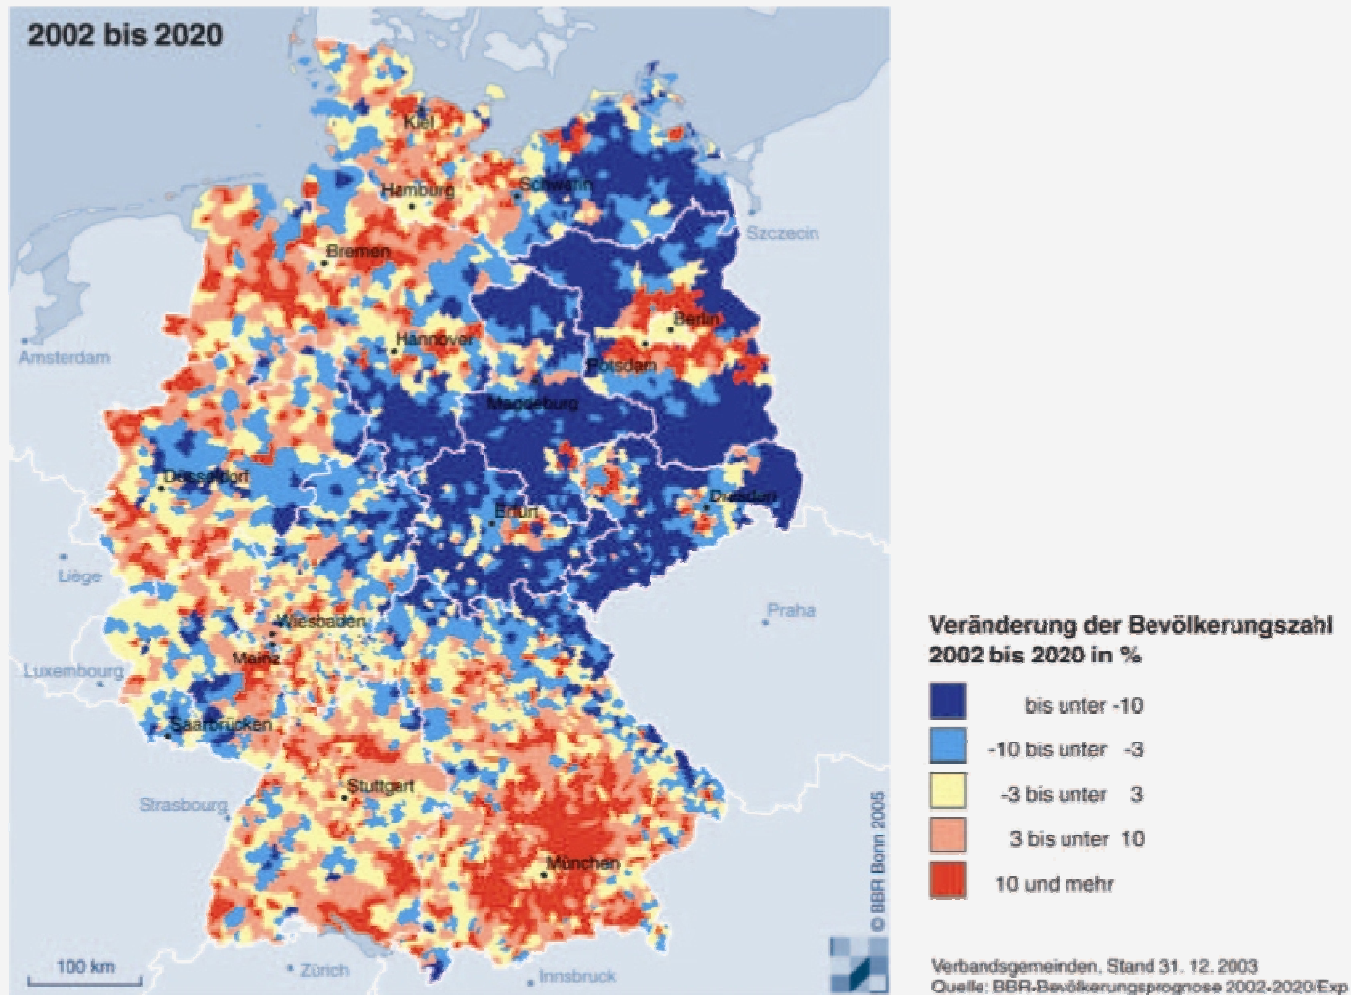 2002 bis 2020
Kiel
Hamburg
Schwerin
Szczecin
Bremen
Berlin
Hannover
Amsterdam
Potsdam
Magdeburg
Düsseldorf
Dresden
Erfurt
Liège
Praha
Wiesbaden
Mainz
Luxembourg
Saarbrücken
Stuttgart
Strasbourg
München
Zürich
Innsbruck
100 km
© BBR Bonn 2005
Veränderung der Bevölkerungszahl
2002 bis 2020 in %
bis unter -10
-10 bis unter -3
-3 bis unter 3
3 bis unter 10
10 und mehr
Verbandsgemeinden, Stand 31. 12. 2003
Quelle: BBR-Bevölkerungsprognose 2002-2020/Exp